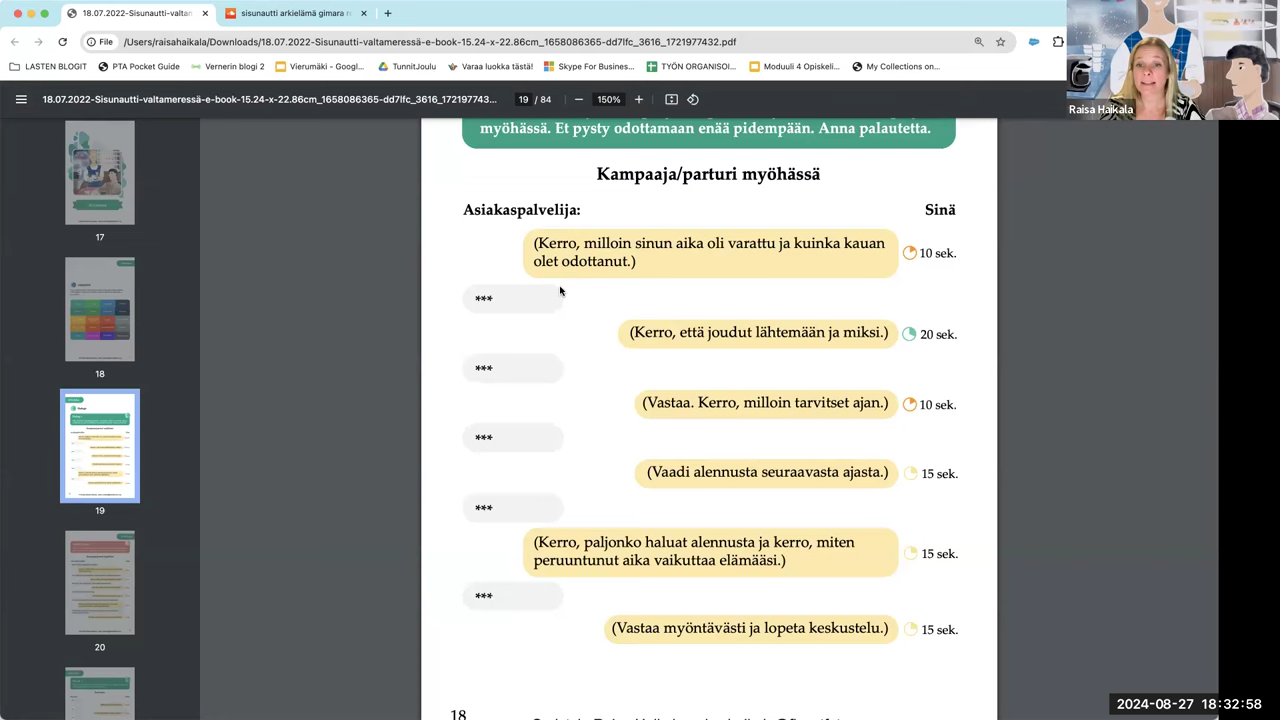 18.07.2022-Sisunautti-valtam
sisunautti arkielämä gimara n
File
/Users/raisahaikala/Downloads/18.07.2022-Sisunautti-valtameressä-e-book-15.24-x-22.86cm_1658086365-dd7lfc_3616_1721977432.pdf
LASTEN BLOGIT
PTA Pocket Guide
Vernerin blogi 2
Vierumäki - Googl...
TunnitJoulu
Varaa luokka tästä!
Skype For Busines...
TYÖN ORGANISOI...
Moduuli 4 Opiskeli...
My Collections on...
Raisa Haikala
18.07.2022-Sisunautti-valtameressä-e-book-15.24-x-22.86cm_1658086365-dd7lfc_3616_172197743...
19 / 84
150%
myöhässä. Et pysty odottamaan enää pidempään. Anna palautetta.
Kampaaja/parturi myöhässä
Asiakaspalvelija:
Sinä
(Kerro, milloin sinun aika oli varattu ja kuinka kauan
olet odottanut.)
10 sek.
***
(Kerro, että joudut lähtemään ja miksi.)
20 sek.
***
(Vastaa. Kerro, milloin tarvitset ajan.)
10 sek.
***
(Vaadi alennusta seuraavasta ajasta.)
15 sek.
***
(Kerro, paljonko haluat alennusta ja kerro, miten
peruuntunut aika vaikuttaa elämääsi.)
15 sek.
***
(Vastaa myöntävästi ja lopeta keskustelu.)
15 sek.
18
17
18
19
20
2024-08-27 18:32:58